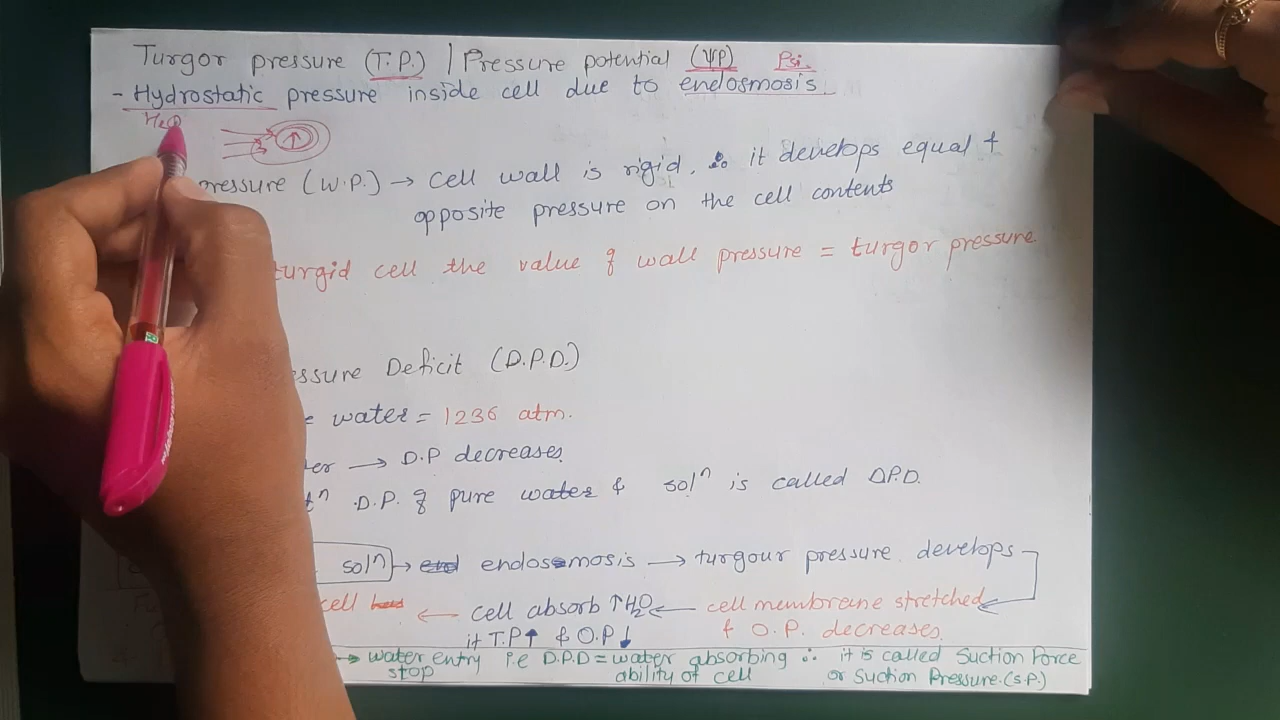 Turgor pressure (T.P.) | Pressure potential (Ψp) Psi.
- Hydrostatic pressure inside cell due to endosmosis.
H2O
pressure (W.P.) → cell wall is rigid, ∴ it develops equal +
opposite pressure on the cell contents
turgid cell the value of wall pressure = turgor pressure
Deficit (D.P.D.)
water = 1236 atm.
→ D.P decreases.
D.P. of pure water & solⁿ is called DPD.
solⁿ → end endosomosis → turgour pressure develops
cell ← cell absorb ↑H2O ← cell membrane stretched
it T.P↑ & O.P↓ & O.P. decreases.
→ water entry i.e D.P.D = water absorbing ∴ it is called Suction Force
stop ability of cell or Suction Pressure.(S.P.)